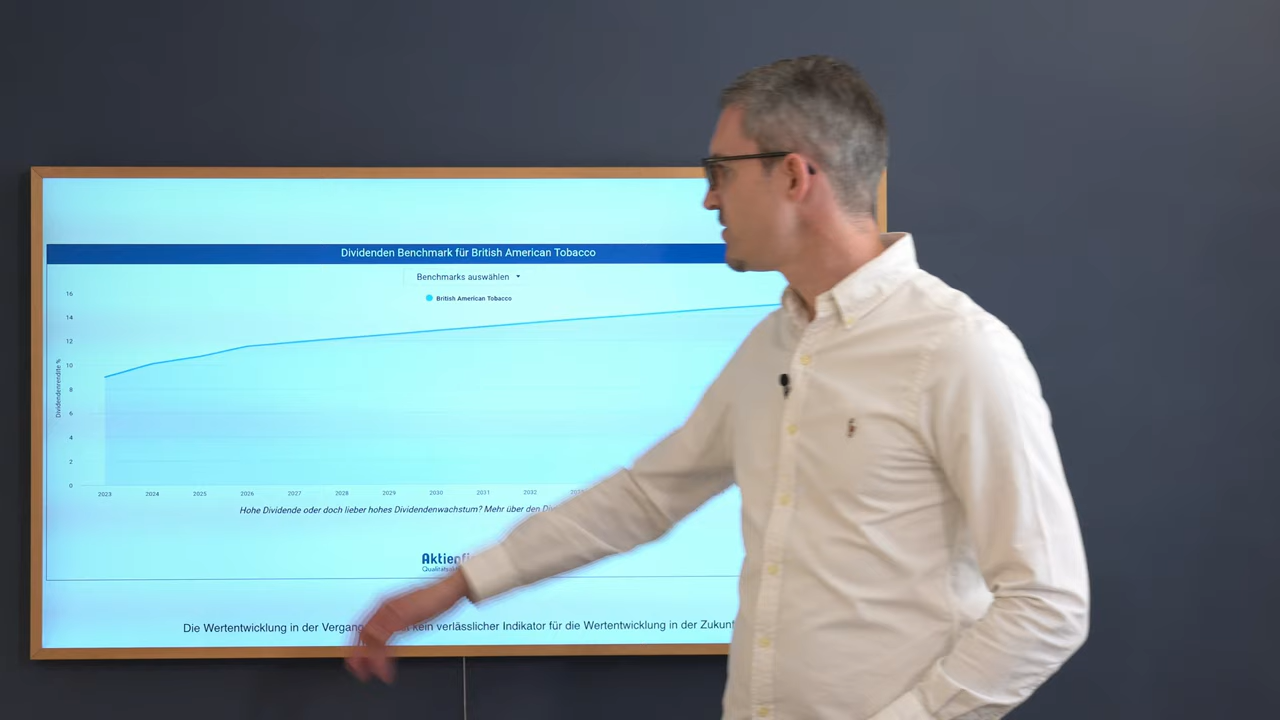 Dividenden Benchmark für British American Tobacco
Benchmarks auswählen
British American Tobacco
16
14
12
10
8
6
4
2
0
Dividendenrendite %
2023 2024 2025 2026 2027 2028 2029 2030 2031 2032
Hohe Dividende oder doch lieber hohes Dividendenwachstum? Mehr über den
Die Wertentwicklung in der kein verlässlicher Indikator für die Wertentwicklung in der